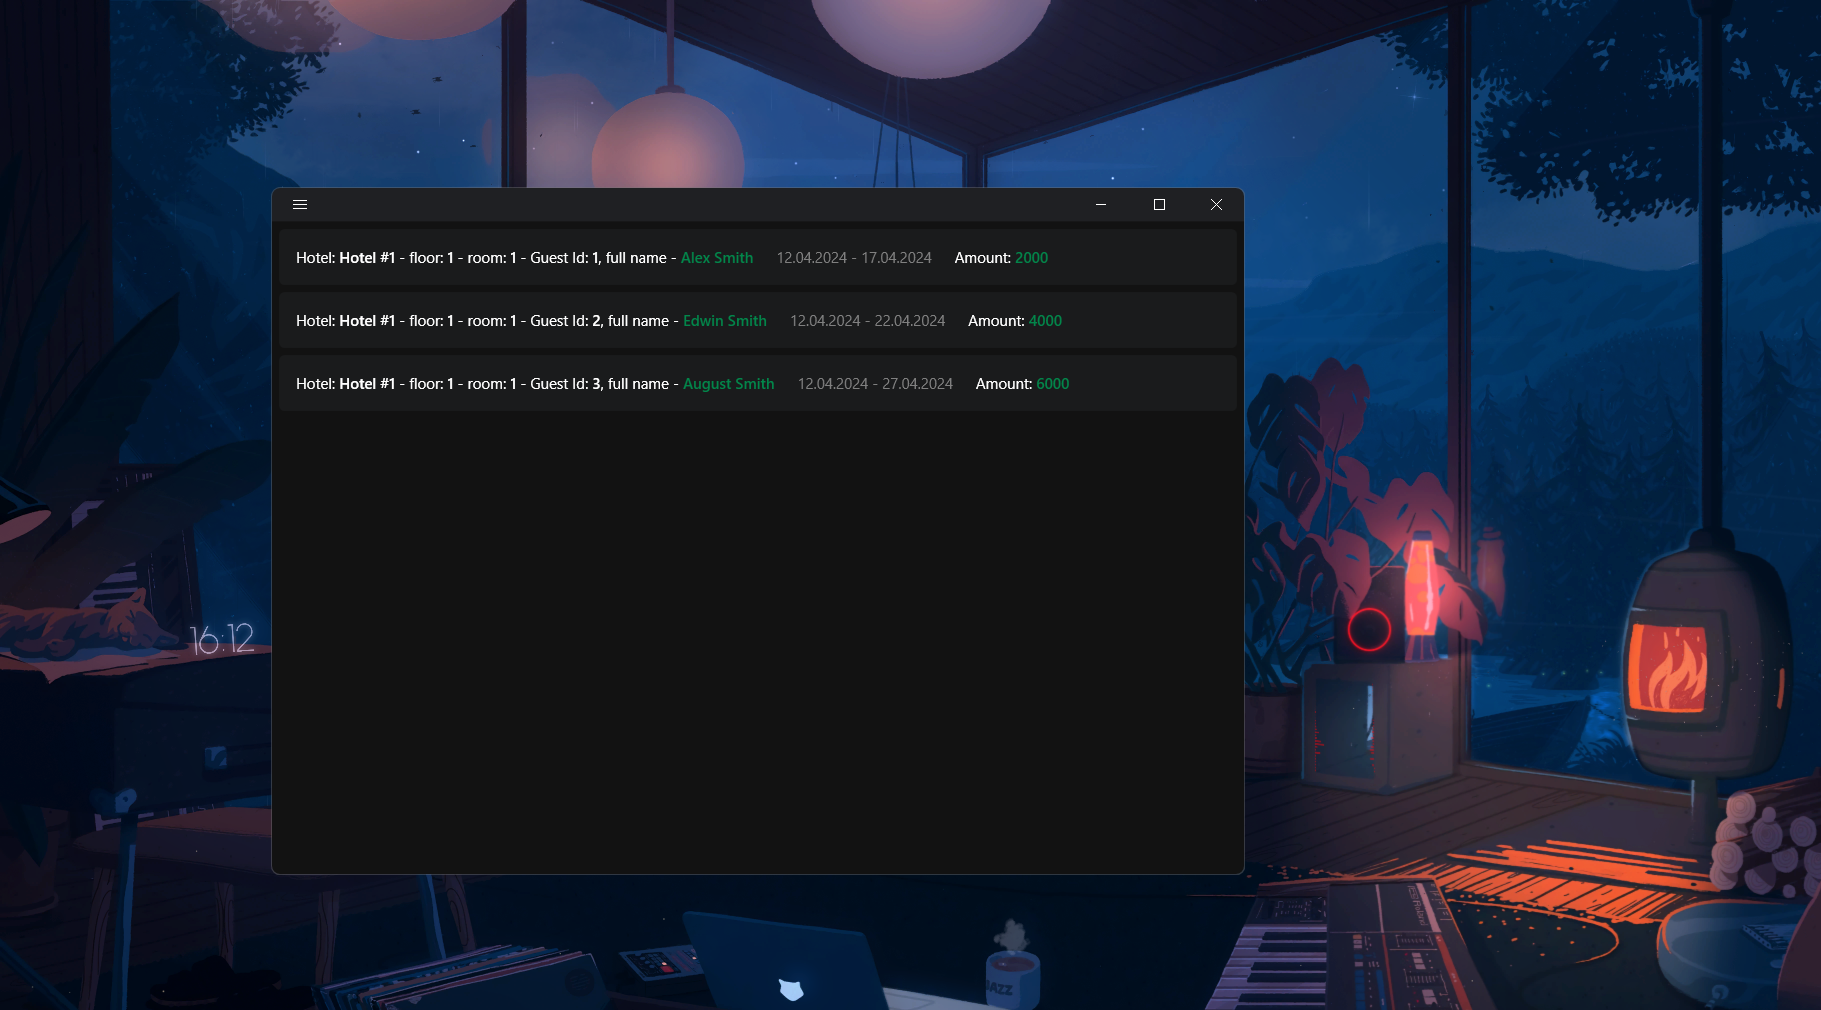 Hotel: Hotel #1 - floor: 1 - room: 1 - Guest Id: 1, full name - Alex Smith 12.04.2024 - 17.04.2024 Amount: 2000
Hotel: Hotel #1 - floor: 1 - room: 1 - Guest Id: 2, full name - Edwin Smith 12.04.2024 - 22.04.2024 Amount: 4000
Hotel: Hotel #1 - floor: 1 - room: 1 - Guest Id: 3, full name - August Smith 12.04.2024 - 27.04.2024 Amount: 6000
16:12
Roland
JAZZ